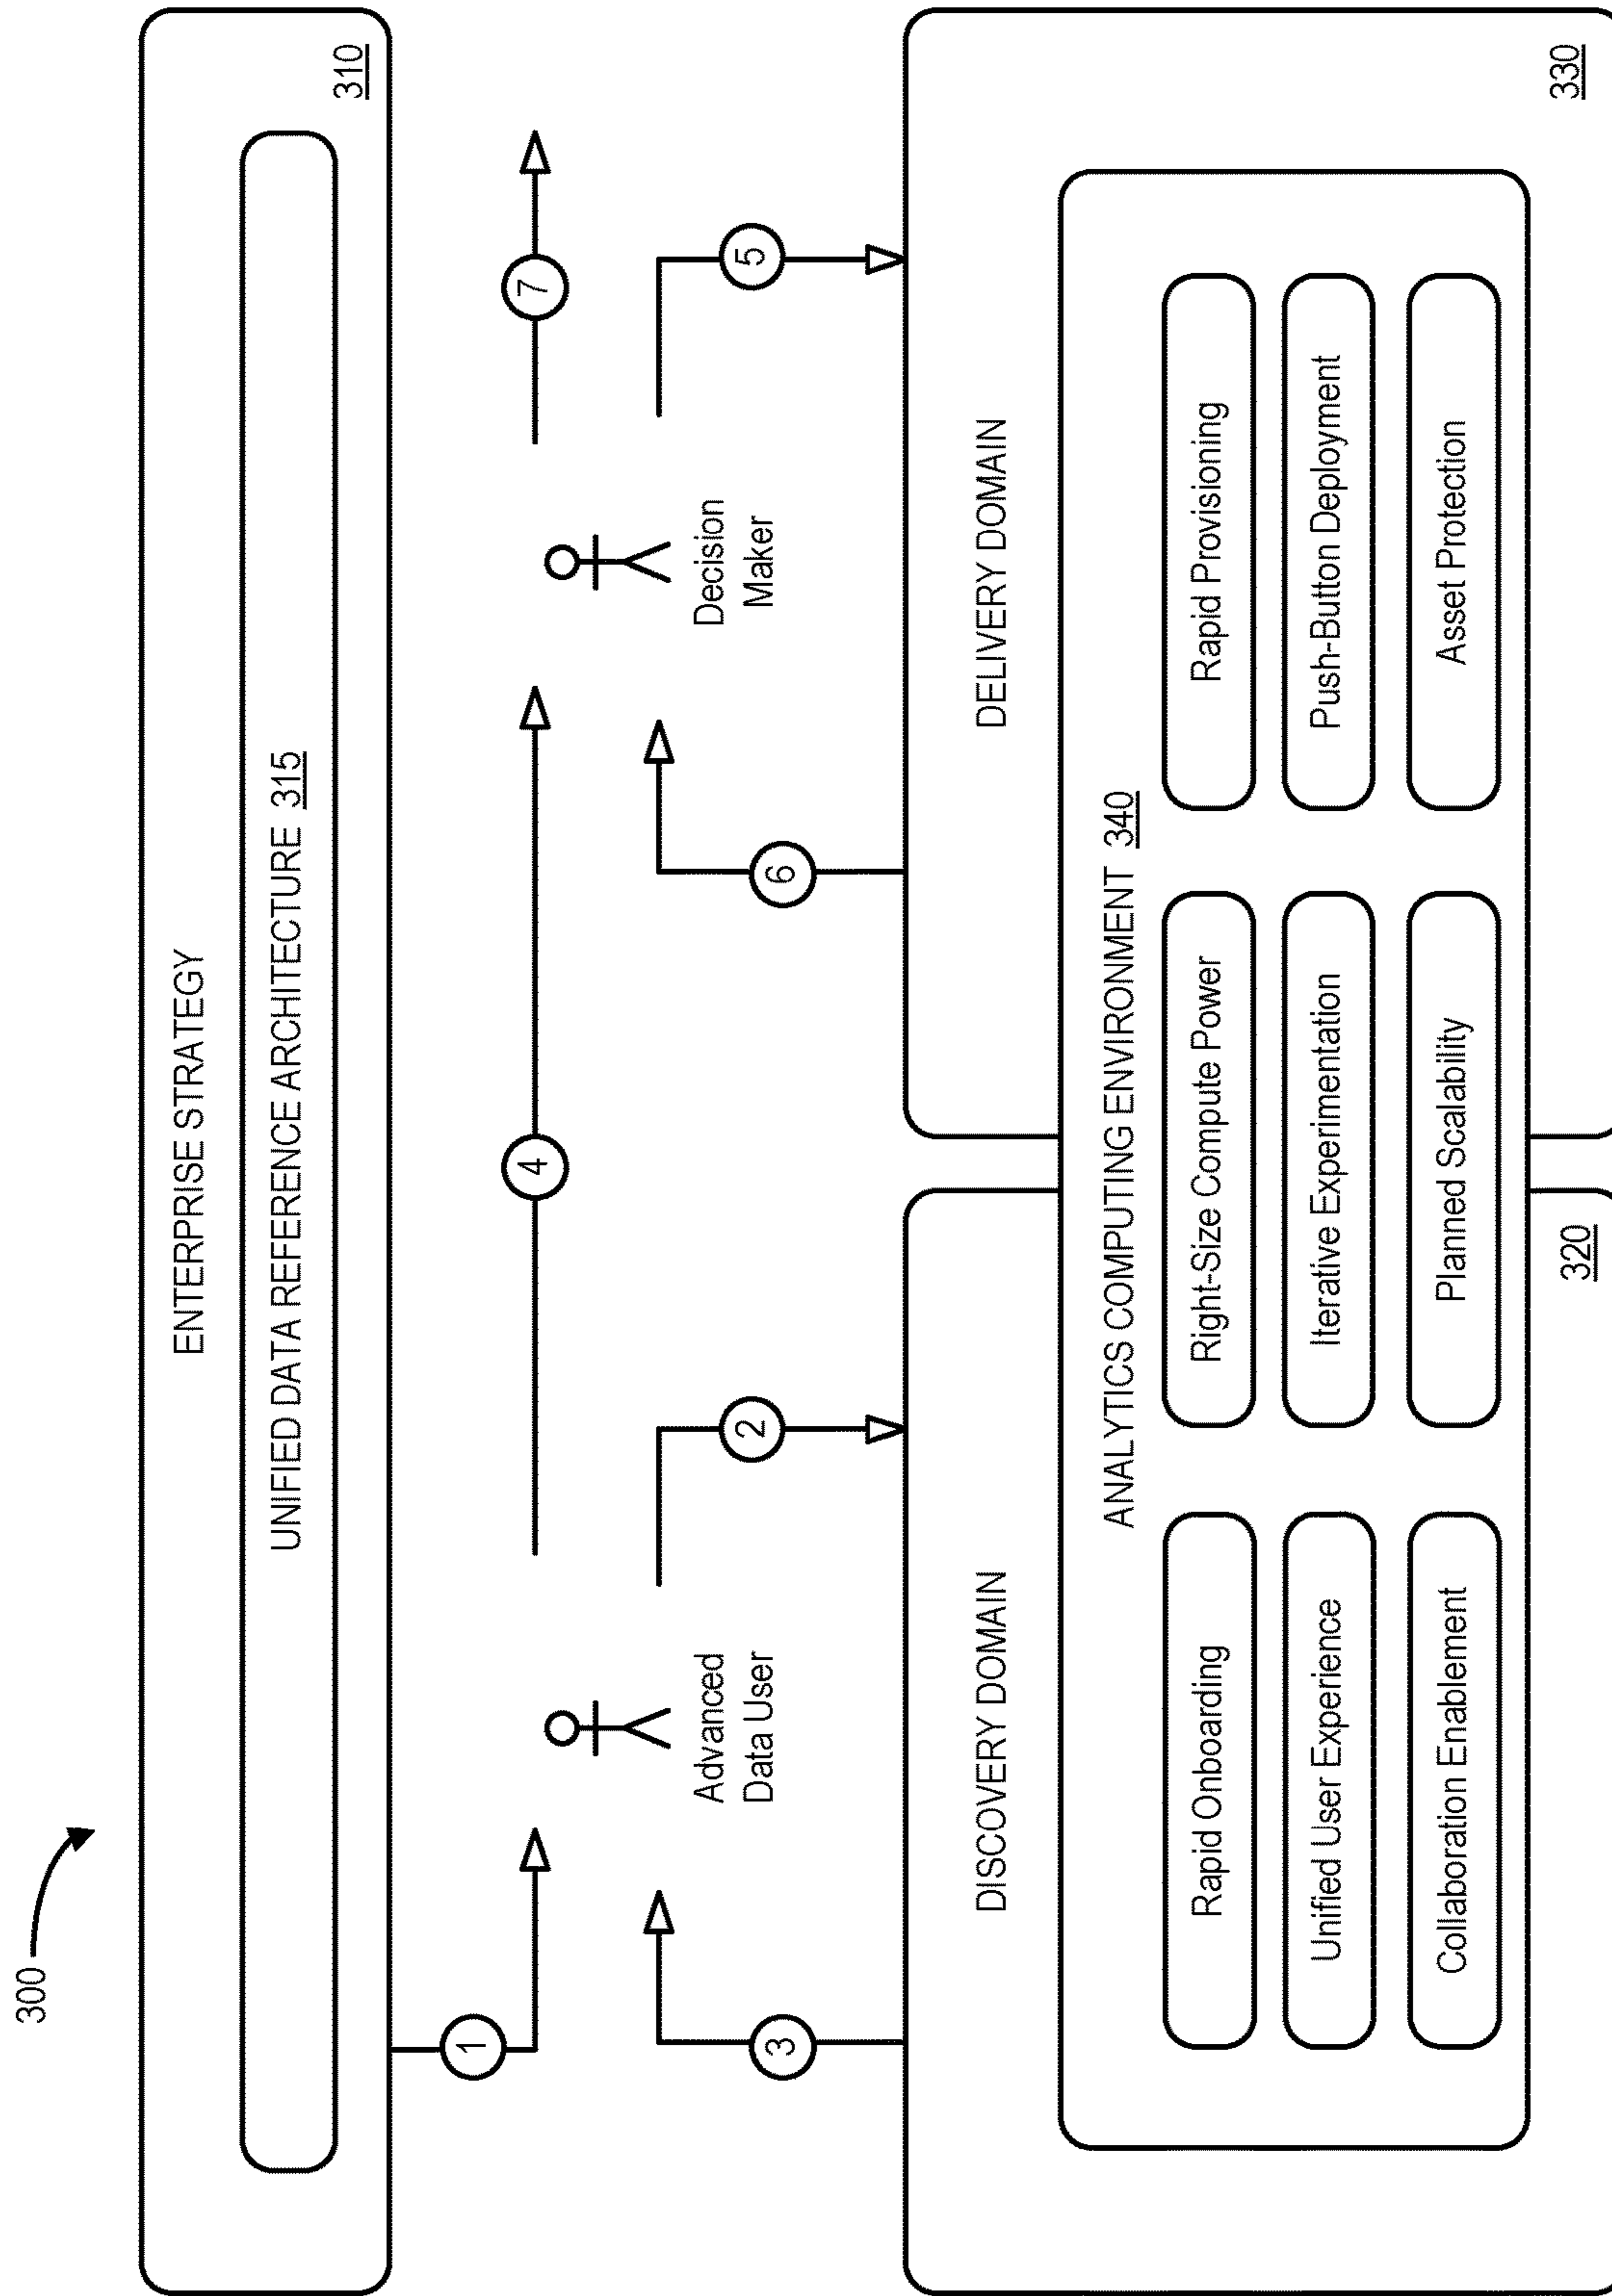 300
ENTERPRISE STRATEGY
UNIFIED DATA REFERENCE ARCHITECTURE 315
310
1
4
7
Advanced
Data User
Decision
Maker
3
2
6
5
DISCOVERY DOMAIN
DELIVERY DOMAIN
ANALYTICS COMPUTING ENVIRONMENT 340
Rapid Onboarding
Right-Size Compute Power
Rapid Provisioning
Unified User Experience
Iterative Experimentation
Push-Button Deployment
Collaboration Enablement
Planned Scalability
Asset Protection
320
330